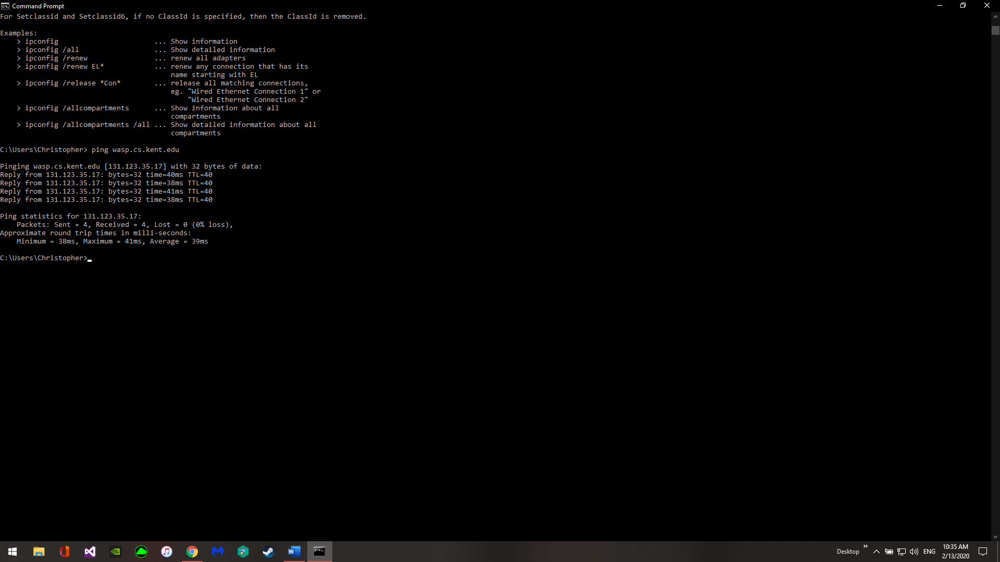 Command Prompt
For Setclassid and Setclassid6, if no ClassId is specified, then the ClassId is removed.
Examples:
    > ipconfig                       ... Show information
    > ipconfig /all                  ... Show detailed information
    > ipconfig /renew                ... renew all adapters
    > ipconfig /renew EL*            ... renew any connection that has its
                                         name starting with EL
    > ipconfig /release *Con*        ... release all matching connections,
                                         eg. "Wired Ethernet Connection 1" or
                                             "Wired Ethernet Connection 2"
    > ipconfig /allcompartments      ... Show information about all
                                         compartments
    > ipconfig /allcompartments /all ... Show detailed information about all
                                         compartments
C:\Users\Christopher> ping wasp.cs.kent.edu
Pinging wasp.cs.kent.edu [131.123.35.17] with 32 bytes of data:
Reply from 131.123.35.17: bytes=32 time=40ms TTL=40
Reply from 131.123.35.17: bytes=32 time=38ms TTL=40
Reply from 131.123.35.17: bytes=32 time=41ms TTL=40
Reply from 131.123.35.17: bytes=32 time=38ms TTL=40
Ping statistics for 131.123.35.17:
    Packets: Sent = 4, Received = 4, Lost = 0 (0% loss),
Approximate round trip times in milli-seconds:
    Minimum = 38ms, Maximum = 41ms, Average = 39ms
C:\Users\Christopher>
Desktop
ENG
10:35 AM
2/13/2020